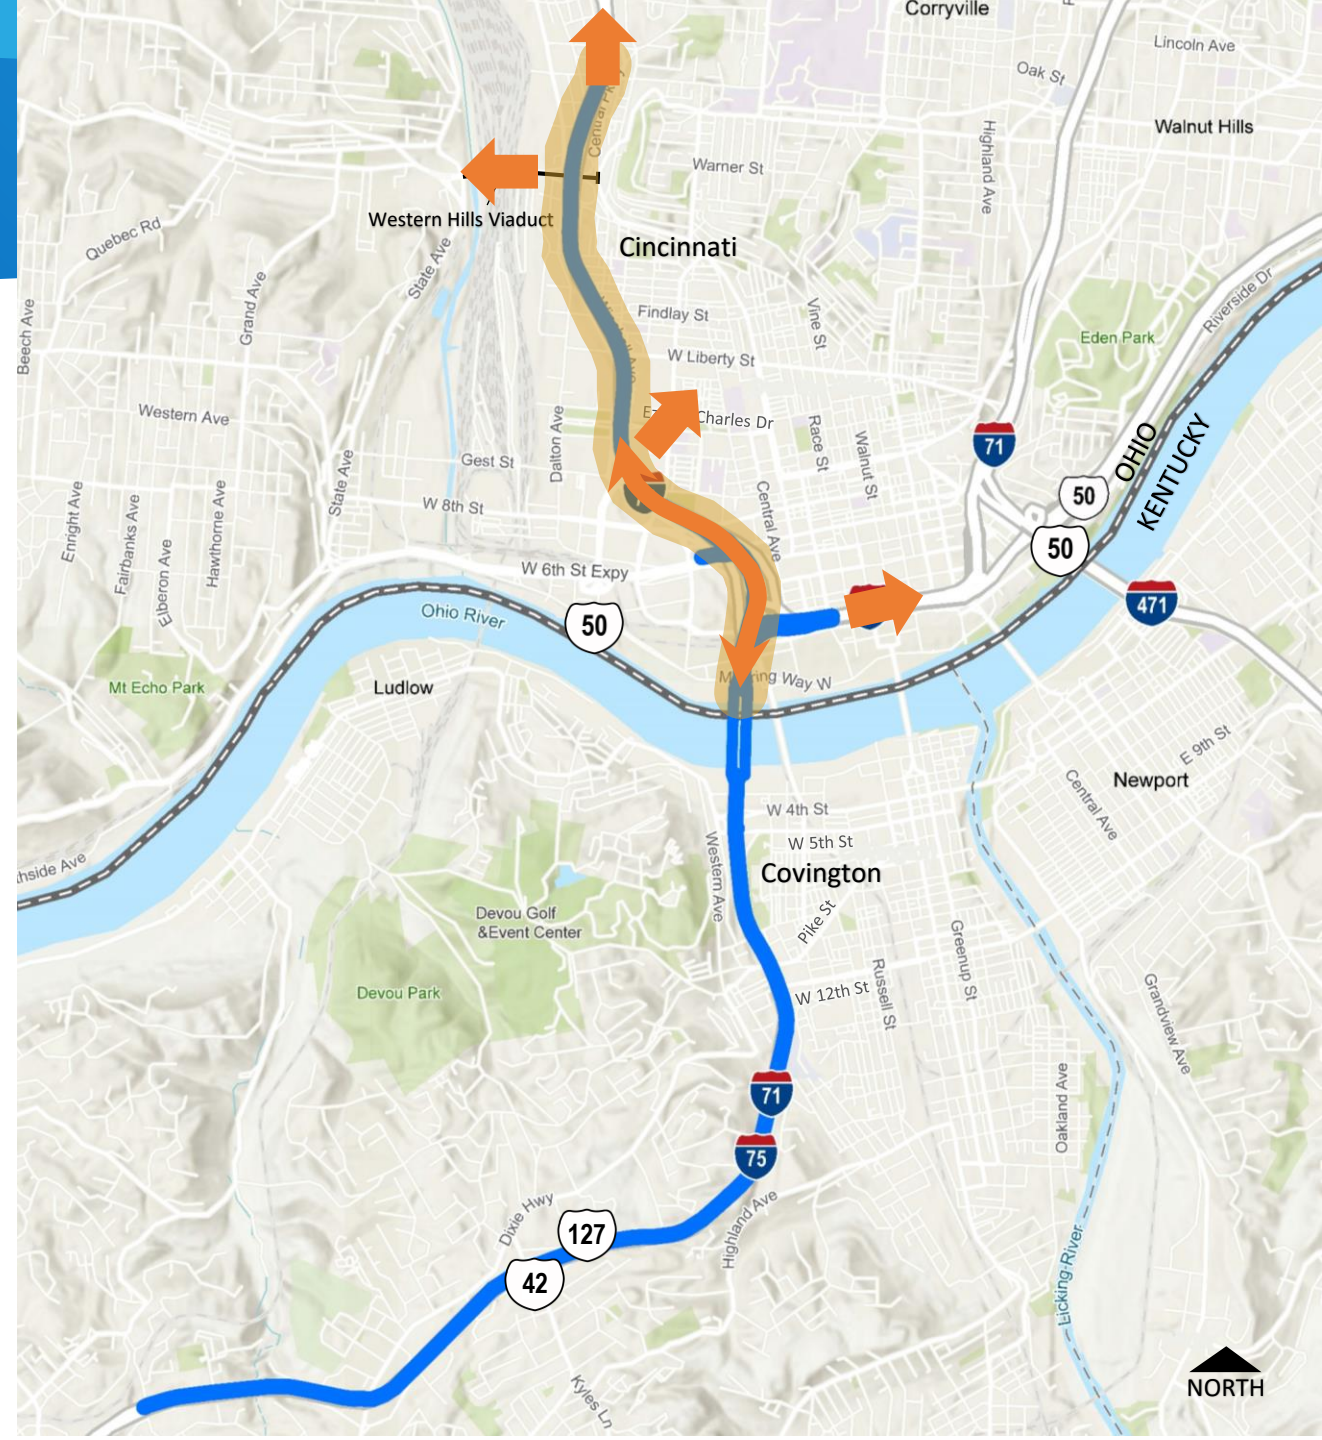 Corryville
Lincoln Ave
Oak St
Central Pkwy
Highland Ave
Walnut Hills
Warner St
Western Hills Viaduct
Quebec Rd
Cincinnati
State Ave
Riverside Dr
Grand Ave
Beech Ave
Findlay St
Vine St
Eden Park
W Liberty St
Western Ave
Charles Dr
Dalton Ave
Race St
Walnut St
71
OHIO
KENTUCKY
Gest St
State Ave
Central Ave
50
W 8th St
Enright Ave
Fairbanks Ave
Elberon Ave
Hawthorne Ave
50
W 6th St Expy
471
Ohio River
50
Mt Echo Park
Ludlow
Way W
E 9th St
Newport
Central Ave
W 4th St
W 5th St
Western Ave
Covington
Devou Golf
&Event Center
Pike St
Greenup St
Devou Park
W 12th St
Russell St
Grandview Ave
71
Oakland Ave
75
Dixie Hwy
Highland Ave
127
42
Licking River
Kyles Ln
NORTH